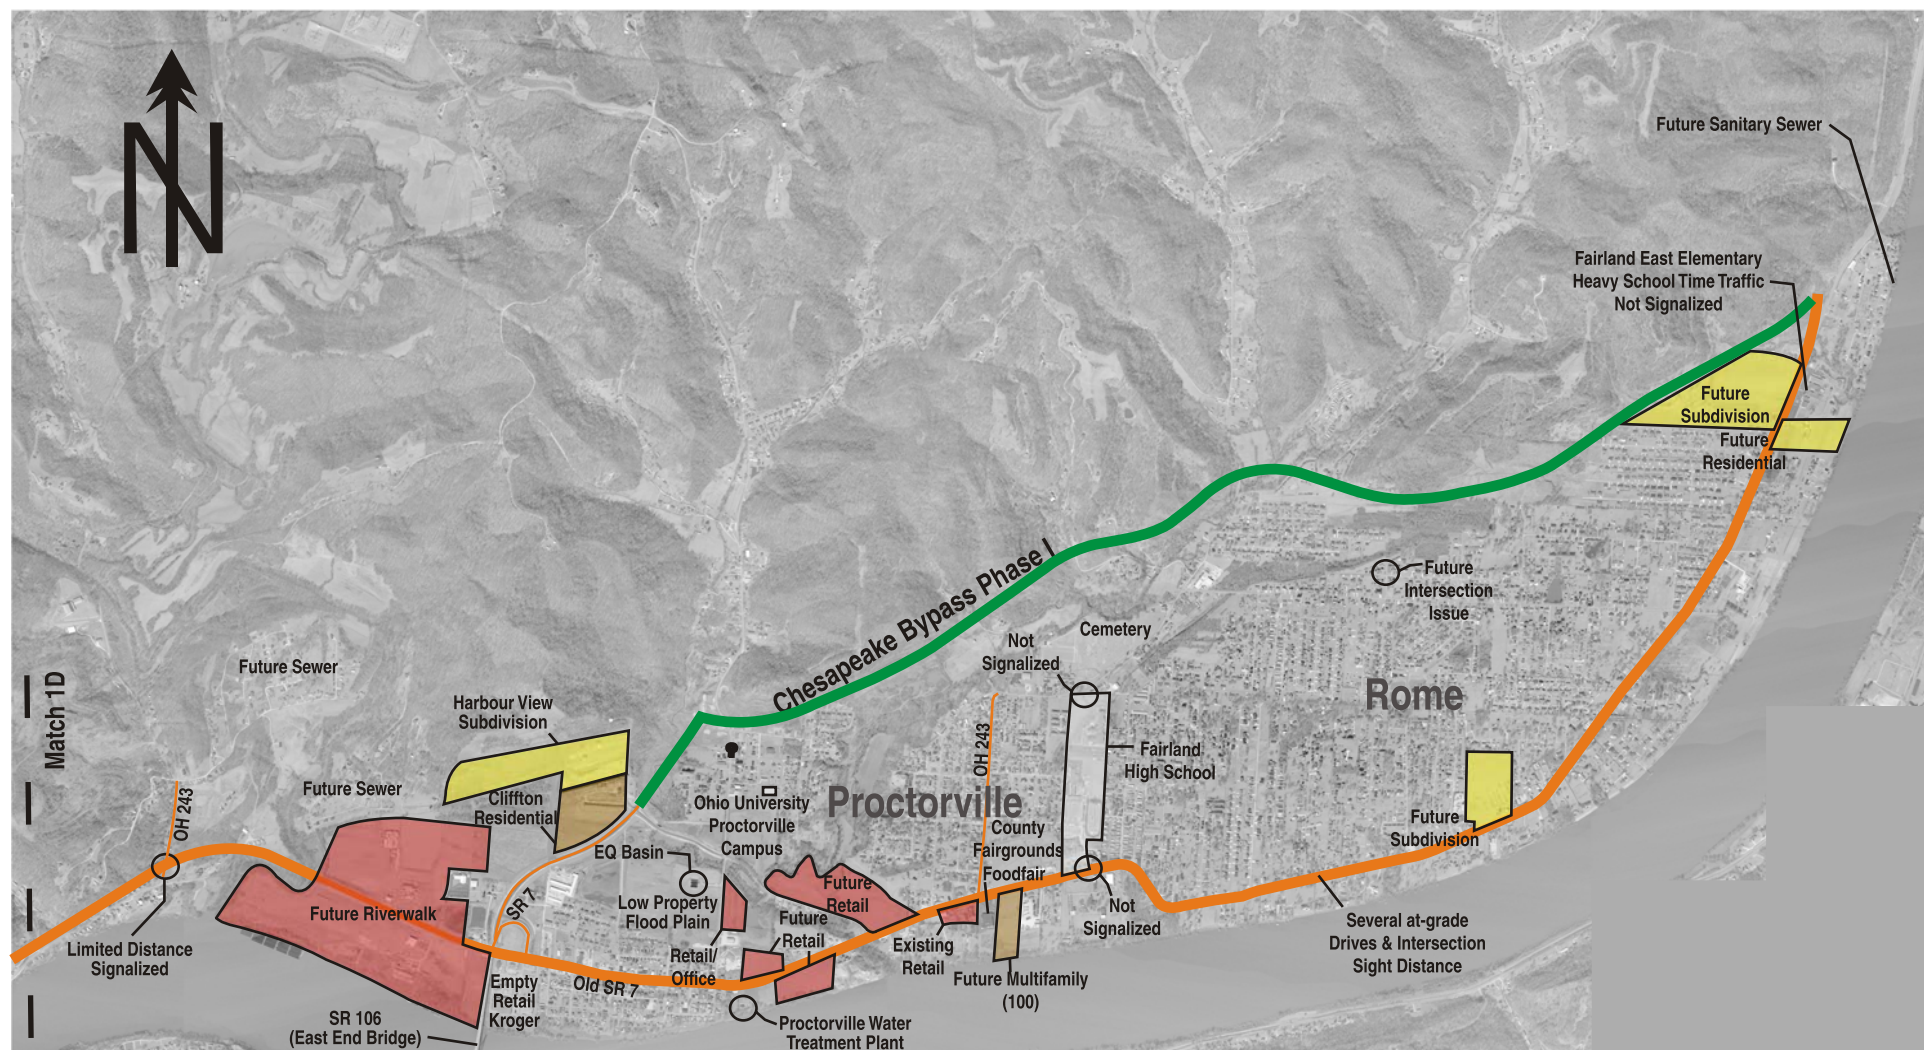 N
Future Sanitary Sewer
Fairland East Elementary
Heavy School Time Traffic
Not Signalized
Future
Subdivision
Future
Residential
Chesapeake Bypass Phase I
Future
Intersection
Issue
Cemetery
Not
Signalized
Rome
Future Sewer
Match 1D
Harbour View
Subdivision
OH 243
Fairland
High School
Future Sewer
OH 243
Cliffton
Residential
Ohio University
Proctorville
Campus
Proctorville
County
Fairgrounds
Foodfair
Future
Subdivision
EQ Basin
Future
Retail
SR 7
Low Property
Flood Plain
Future Riverwalk
Future
Retail
Not
Signalized
Several at-grade
Drives & Intersection
Sight Distance
Limited Distance
Signalized
Retail/
Office
Existing
Retail
Future Multifamily
(100)
Old SR 7
Empty
Retail
Kroger
SR 106
(East End Bridge)
Proctorville Water
Treatment Plant